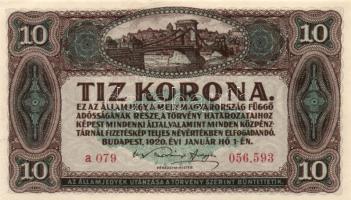 10 10
TIZ KORONA.
EZ AZ ÁLLAMJEGY A MELY MAGYARORSZÁG FÜGGŐ
ADÓSSÁGÁNAK RÉSZE, A TÖRVÉNY HATÁROZATAIHOZ
KÉPEST MINDENKI ÁLTAL, VALAMINT MINDEN KÖZPÉNZ-
TÁRNÁL FIZETÉSKÉP TELJES NÉVÉRTÉKBEN ELFOGADANDÓ.
BUDAPEST, 1920. ÉVI JANUÁR HÓ 1-ÉN.
a 079 056,593
PÉNZÜGYMINISZTER
10 10
AZ ÁLLAMJEGYEK UTÁNZÁSA A TÖRVÉNY SZERINT BÜNTETTETIK.